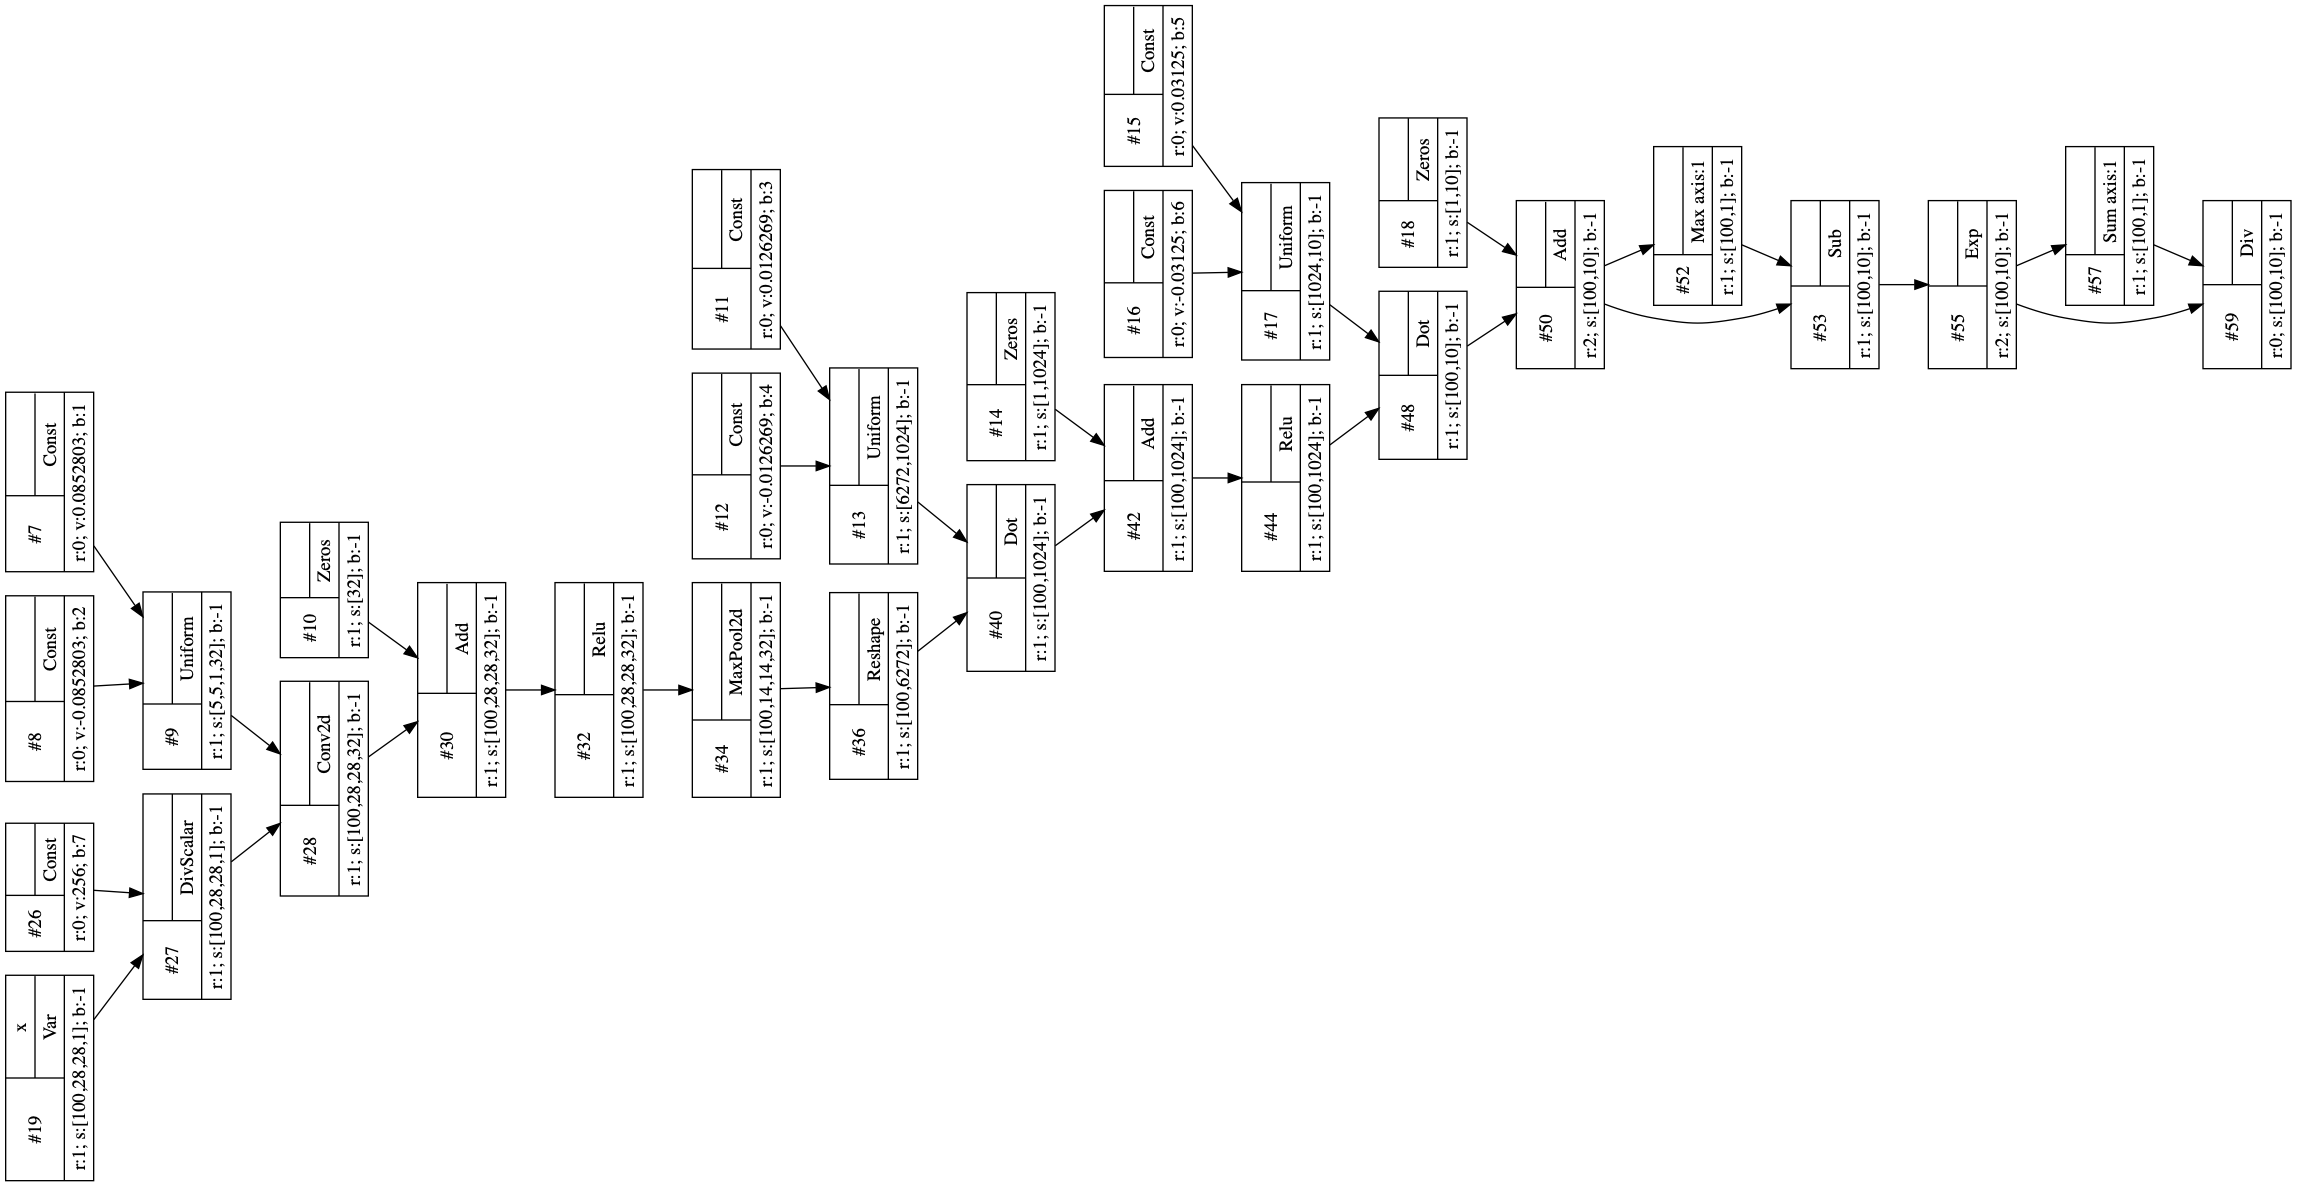 #19
x
Var
r:1; s:[100,28,28,1]; b:-1
#26
Const
r:0; v:256; b:7
#8
Const
r:0; v:-0.0852803; b:2
#7
Const
r:0; v:0.0852803; b:1
#27
DivScalar
r:1; s:[100,28,28,1]; b:-1
#9
Uniform
r:1; s:[5,5,1,32]; b:-1
#28
Conv2d
r:1; s:[100,28,28,32]; b:-1
#10
Zeros
r:1; s:[32]; b:-1
#30
Add
r:1; s:[100,28,28,32]; b:-1
#32
Relu
r:1; s:[100,28,28,32]; b:-1
#34
MaxPool2d
r:1; s:[100,14,14,32]; b:-1
#12
Const
r:0; v:-0.0126269; b:4
#11
Const
r:0; v:0.0126269; b:3
#36
Reshape
r:1; s:[100,6272]; b:-1
#13
Uniform
r:1; s:[6272,1024]; b:-1
#40
Dot
r:1; s:[100,1024]; b:-1
#14
Zeros
r:1; s:[1,1024]; b:-1
#42
Add
r:1; s:[100,1024]; b:-1
#16
Const
r:0; v:-0.03125; b:6
#15
Const
r:0; v:0.03125; b:5
#44
Relu
r:1; s:[100,1024]; b:-1
#17
Uniform
r:1; s:[1024,10]; b:-1
#48
Dot
r:1; s:[100,10]; b:-1
#18
Zeros
r:1; s:[1,10]; b:-1
#50
Add
r:2; s:[100,10]; b:-1
#52
Max axis:1
r:1; s:[100,1]; b:-1
#53
Sub
r:1; s:[100,10]; b:-1
#55
Exp
r:2; s:[100,10]; b:-1
#57
Sum axis:1
r:1; s:[100,1]; b:-1
#59
Div
r:0; s:[100,10]; b:-1